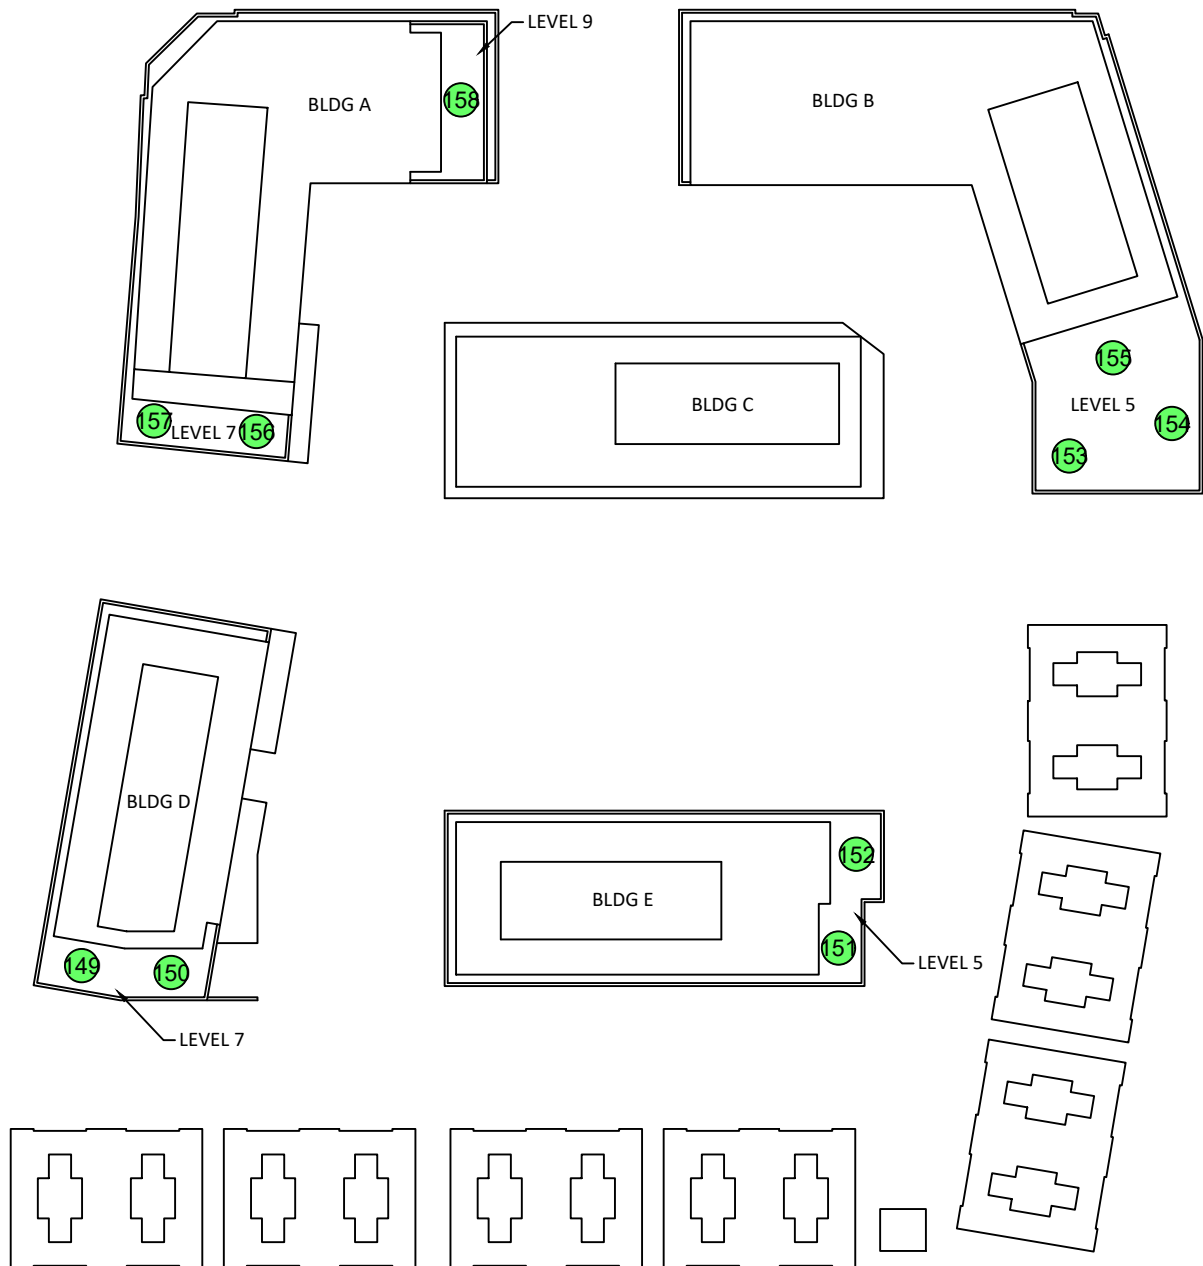 LEVEL 9
158
BLDG A
BLDG B
155
LEVEL 5
154
153
BLDG C
157
LEVEL 7
156
BLDG D
152
BLDG E
151
LEVEL 5
149
150
LEVEL 7